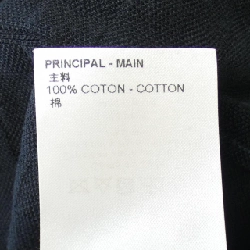 PRINCIPAL - MAIN
主料
100% COTON - COTTON
棉